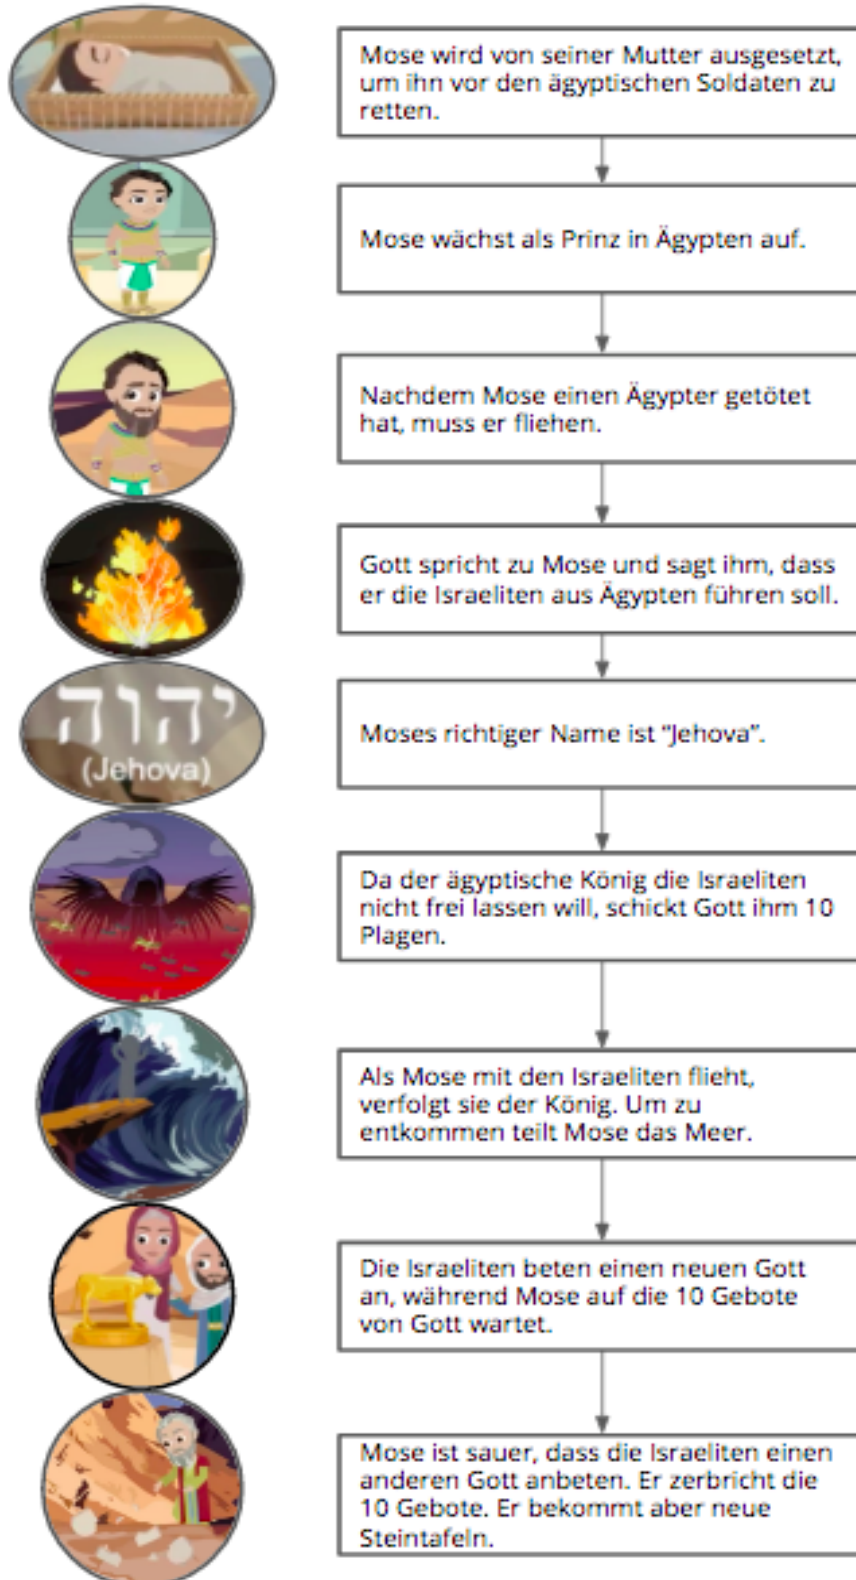 Mose wird von seiner Mutter ausgesetzt,
um ihn vor den ägyptischen Soldaten zu
retten.
Mose wächst als Prinz in Ägypten auf.
Nachdem Mose einen Ägypter getötet
hat, muss er fliehen.
Gott spricht zu Mose und sagt ihm, dass
er die Israeliten aus Ägypten führen soll.
יהוה
(Jehova)
Moses richtiger Name ist “Jehova”.
Da der ägyptische König die Israeliten
nicht frei lassen will, schickt Gott ihm 10
Plagen.
Als Mose mit den Israeliten flieht,
verfolgt sie der König. Um zu
entkommen teilt Mose das Meer.
Die Israeliten beten einen neuen Gott
an, während Mose auf die 10 Gebote
von Gott wartet.
Mose ist sauer, dass die Israeliten einen
anderen Gott anbeten. Er zerbricht die
10 Gebote. Er bekommt aber neue
Steintafeln.